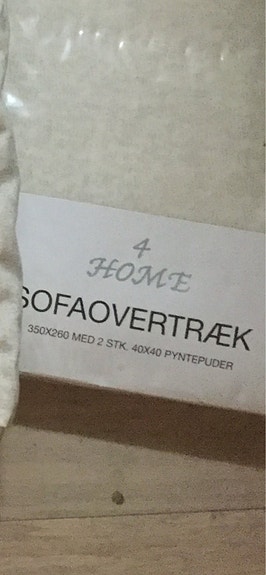 4
HOME
SOFAOVERTRÆK
350X260 MED 2 STK. 40X40 PYNTEPUDER